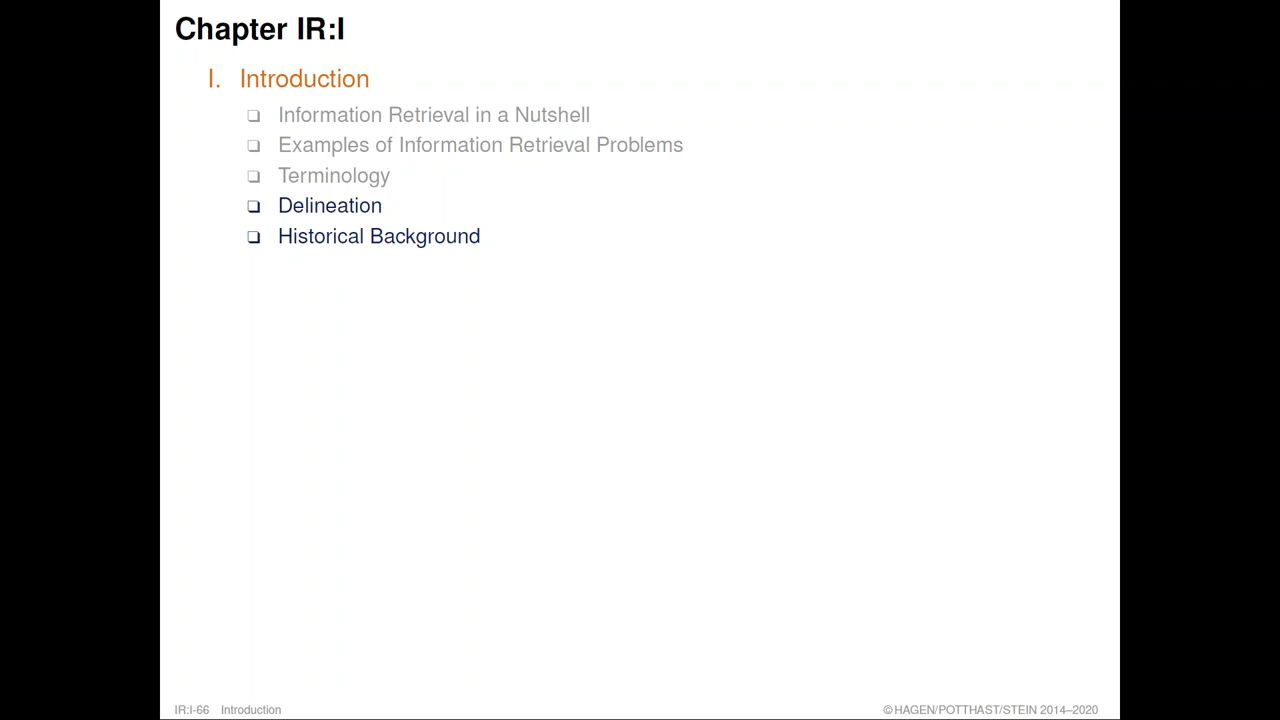 Chapter IR:I
I. Introduction
❏ Information Retrieval in a Nutshell
❏ Examples of Information Retrieval Problems
❏ Terminology
❏ Delineation
❏ Historical Background
IR:I-66 Introduction
©HAGEN/POTTHAST/STEIN 2014–2020